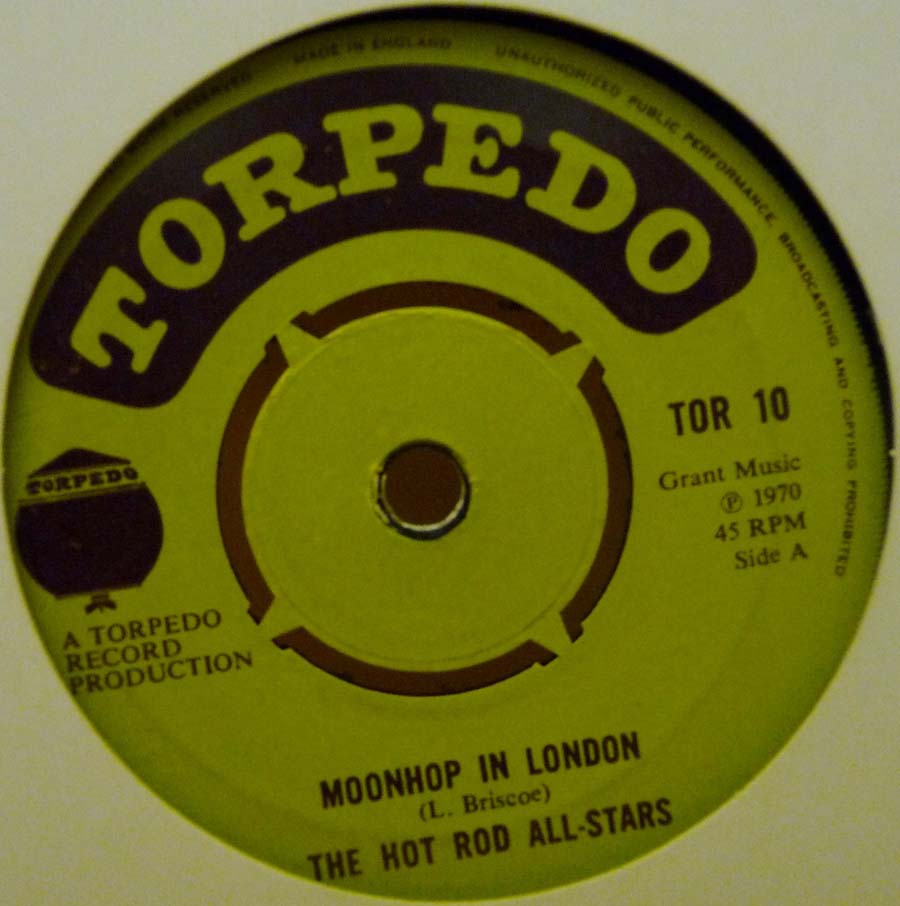 RESERVED MADE IN ENGLAND UNAUTHORIZED PUBLIC PERFORMANCE, BROADCASTING AND COPYING PROHIBITED
TORPEDO
TOR 10
Grant Music
℗ 1970
45 RPM
Side A
TORPEDO
A TORPEDO
RECORD
PRODUCTION
MOONHOP IN LONDON
(L. Briscoe)
THE HOT ROD ALL-STARS